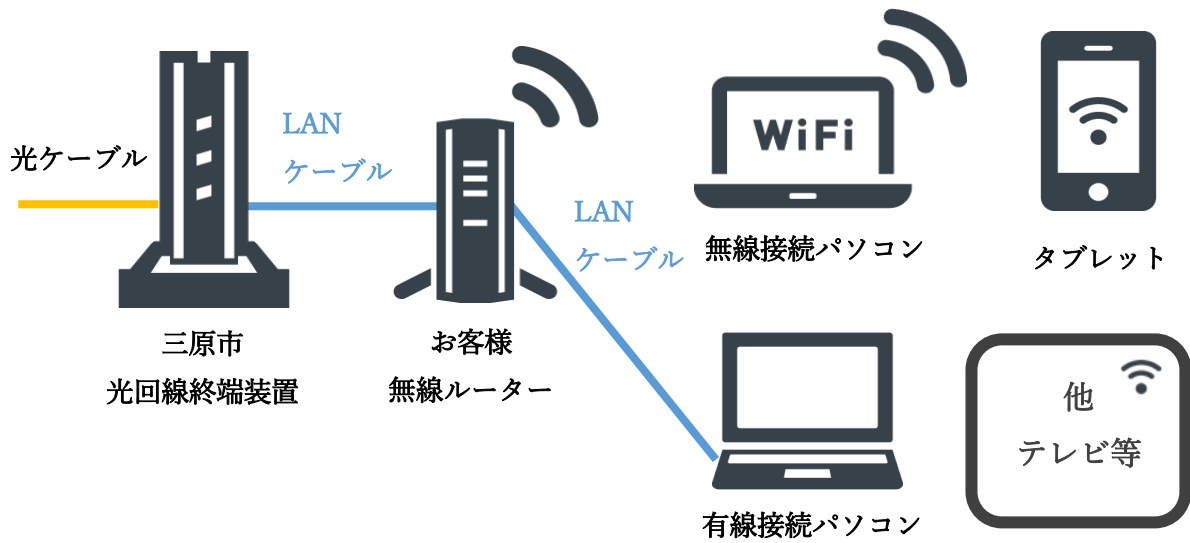 光ケーブル
LAN
ケーブル
三原市
光回線終端装置
お客様
無線ルーター
LAN
ケーブル
WiFi
無線接続パソコン
タブレット
有線接続パソコン
他
テレビ等